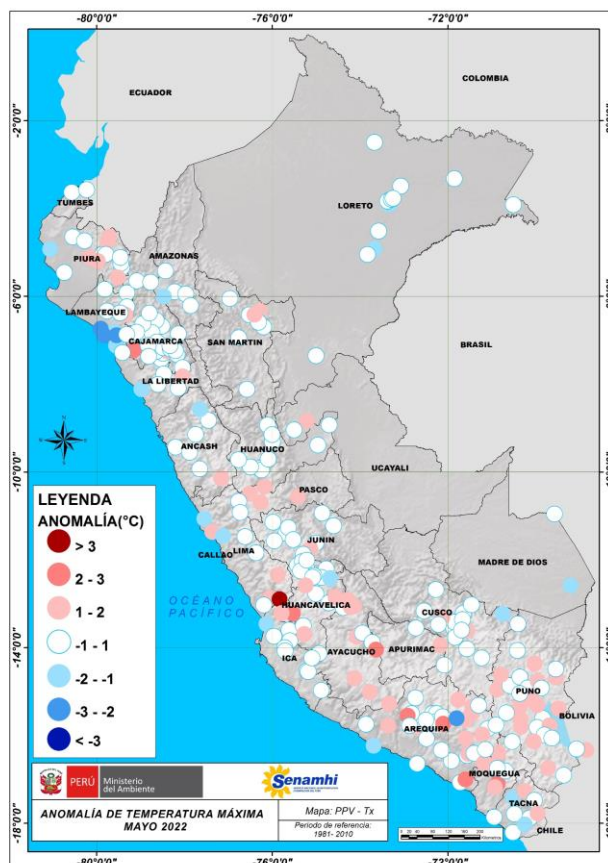 -80°0'0" -76°0'0" -72°0'0"
COLOMBIA
ECUADOR
-2°0'0"
TUMBES
LORETO
PIURA
AMAZONAS
-6°0'0"
LAMBAYEQUE
CAJAMARCA
SAN MARTIN
BRASIL
LA LIBERTAD
ANCASH
HUANUCO
UCAYALI
-10°0'0"
PASCO
JUNIN
MADRE DE DIOS
CALLAO
LIMA
OCÉANO
PACÍFICO
HUANCAVELICA
CUSCO
-14°0'0"
ICA
AYACUCHO
APURIMAC
PUNO
BOLIVIA
AREQUIPA
MOQUEGUA
TACNA
-18°0'0"
CHILE
LEYENDA
ANOMALÍA(°C)
> 3
2 - 3
1 - 2
-1 - 1
-2 - -1
-3 - -2
< -3
PERÚ
Ministerio
del Ambiente
Senamhi
ANOMALÍA DE TEMPERATURA MÁXIMA
MAYO 2022
Mapa: PPV - Tx
Periodo de referencia:
1981- 2010
-80°0'0" -76°0'0" -72°0'0"